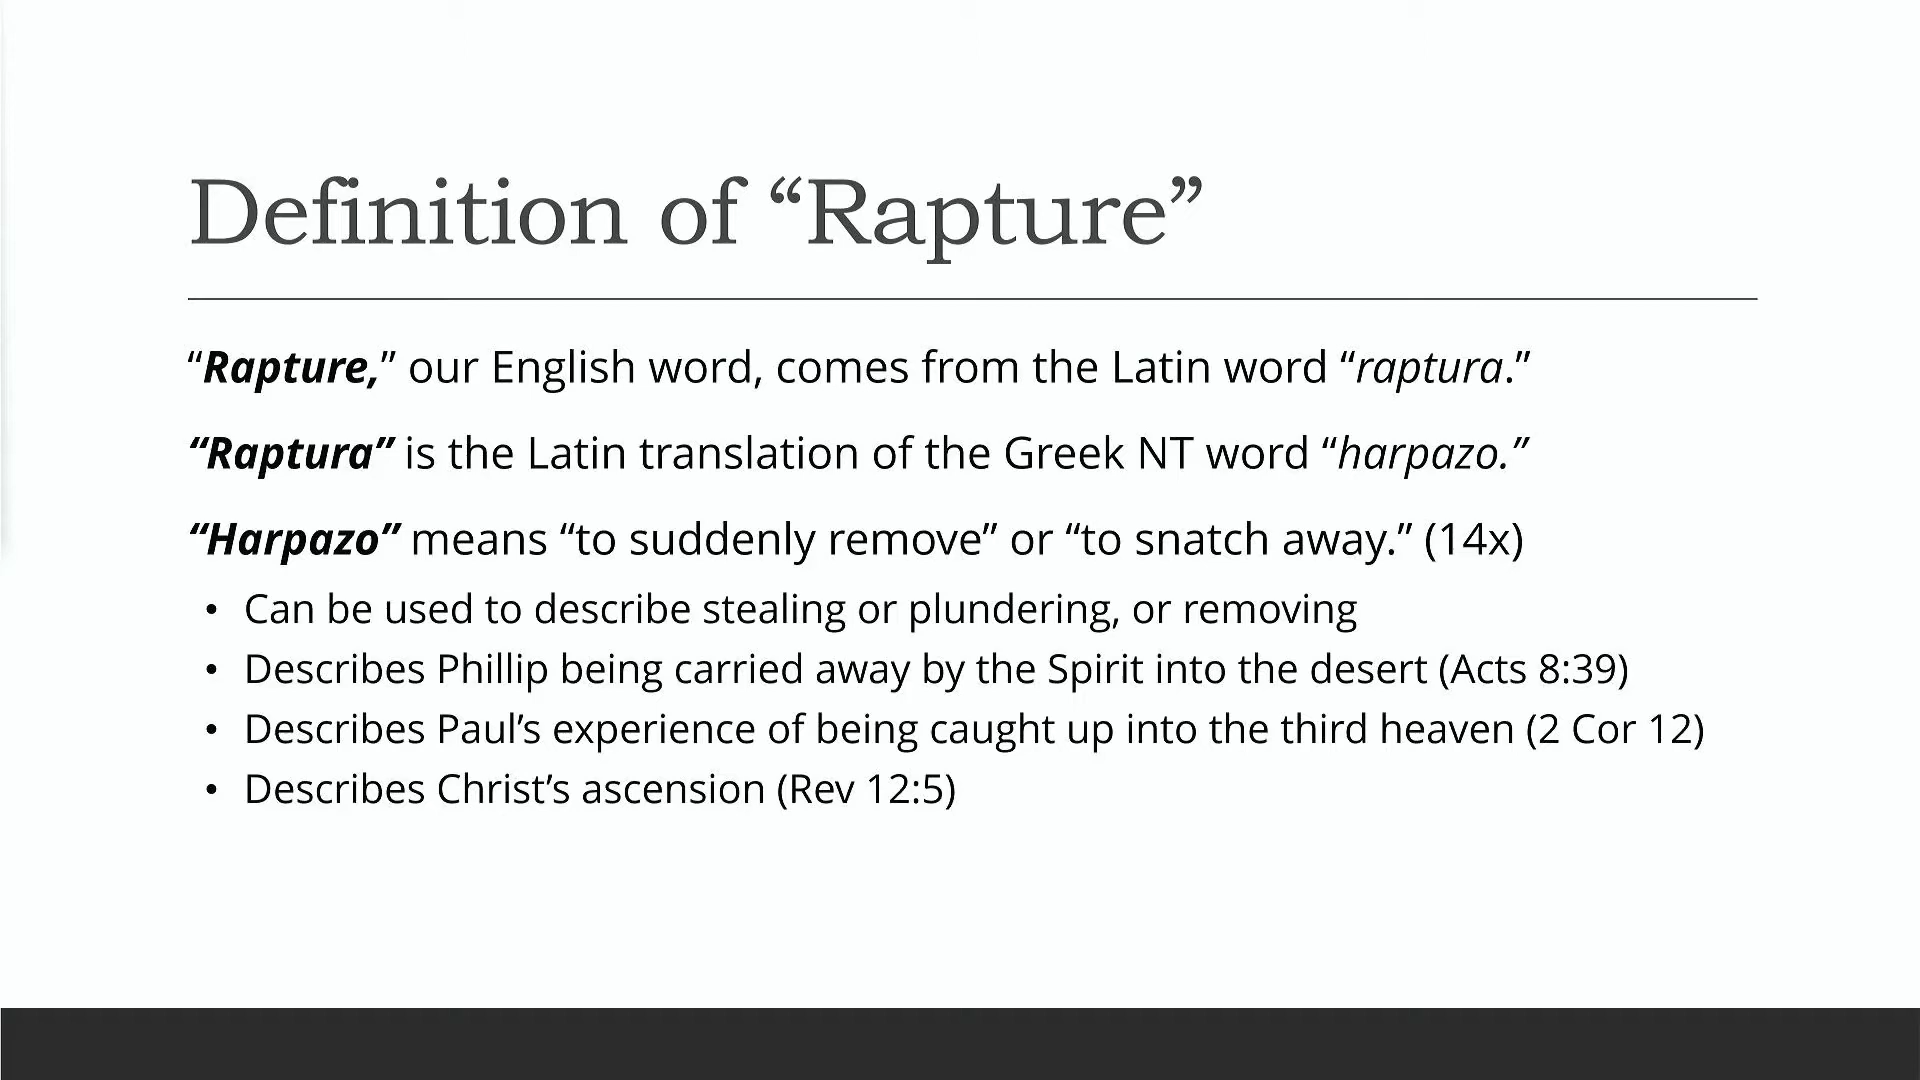 Definition of “Rapture”
“Rapture,” our English word, comes from the Latin word “raptura.”
“Raptura” is the Latin translation of the Greek NT word “harpazo.”
“Harpazo” means “to suddenly remove” or “to snatch away.” (14x)
• Can be used to describe stealing or plundering, or removing
• Describes Phillip being carried away by the Spirit into the desert (Acts 8:39)
• Describes Paul’s experience of being caught up into the third heaven (2 Cor 12)
• Describes Christ’s ascension (Rev 12:5)